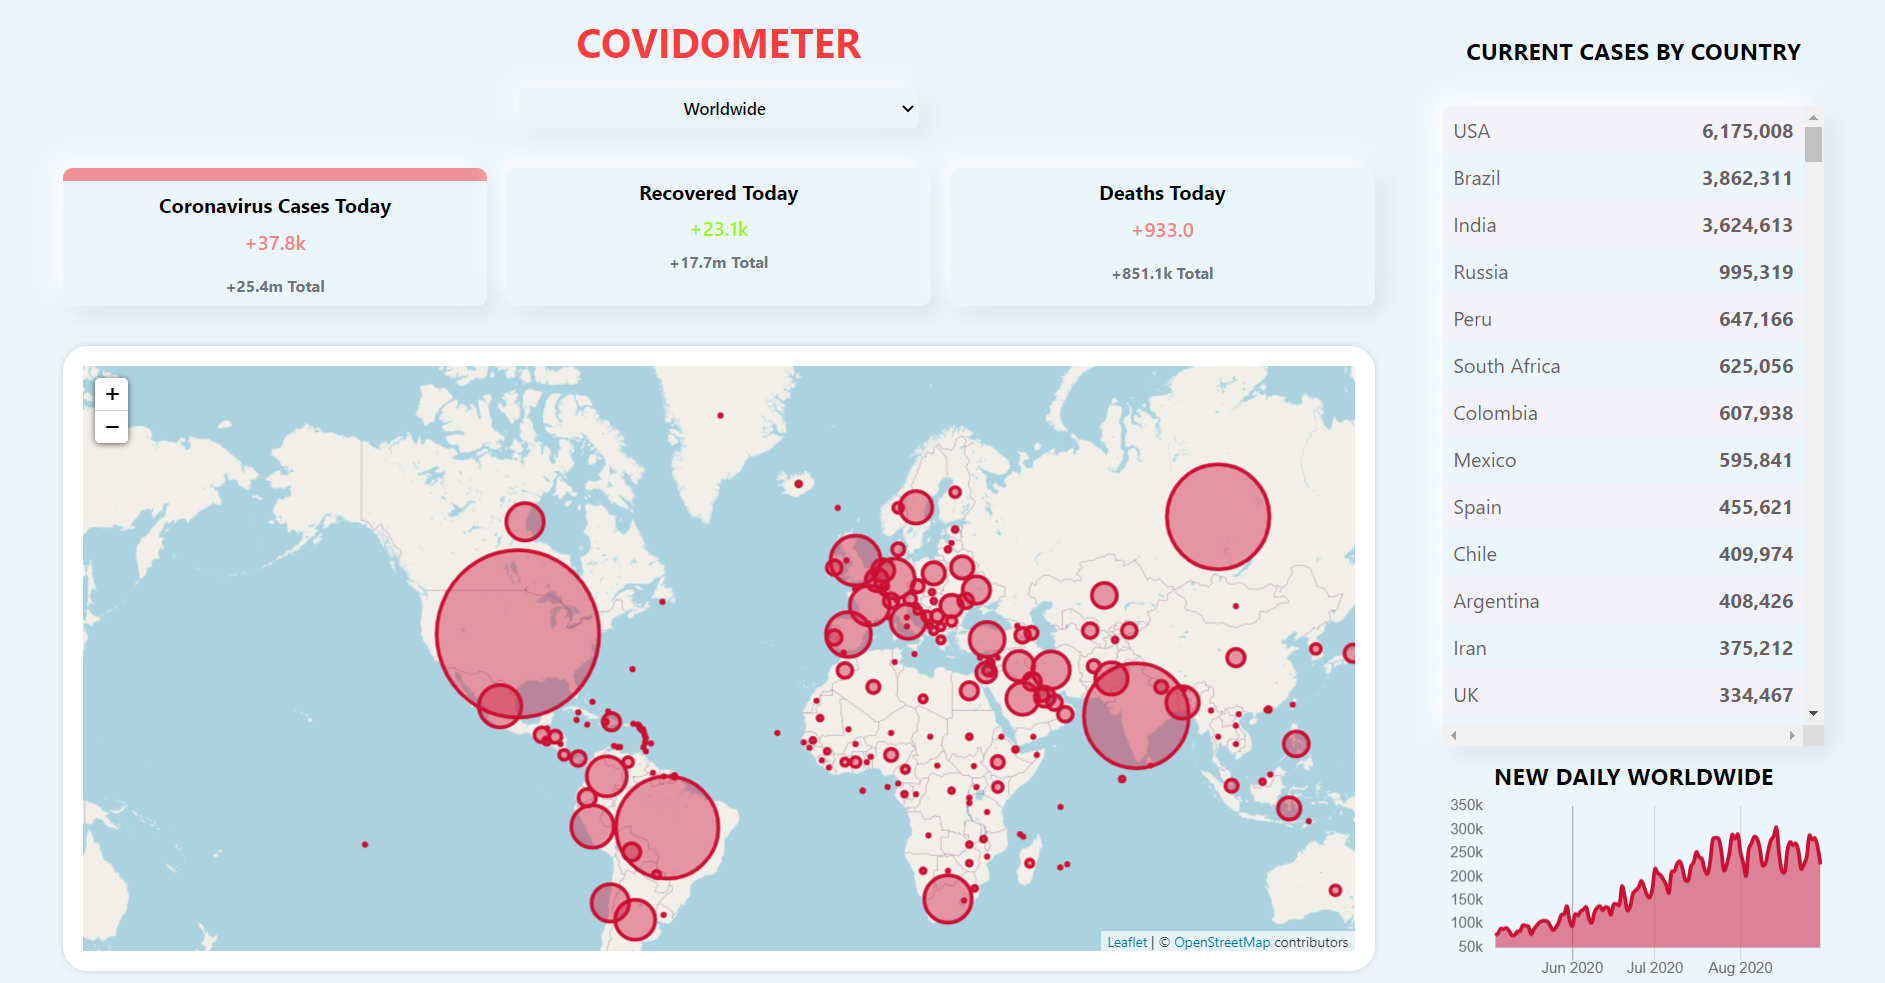 COVIDOMETER
Worldwide
Coronavirus Cases Today
+37.8k
+25.4m Total
Recovered Today
+23.1k
+17.7m Total
Deaths Today
+933.0
+851.1k Total
+
−
Leaflet | © OpenStreetMap contributors
CURRENT CASES BY COUNTRY
USA 6,175,008
Brazil 3,862,311
India 3,624,613
Russia 995,319
Peru 647,166
South Africa 625,056
Colombia 607,938
Mexico 595,841
Spain 455,621
Chile 409,974
Argentina 408,426
Iran 375,212
UK 334,467
NEW DAILY WORLDWIDE
350k
300k
250k
200k
150k
100k
50k
Jun 2020 Jul 2020 Aug 2020